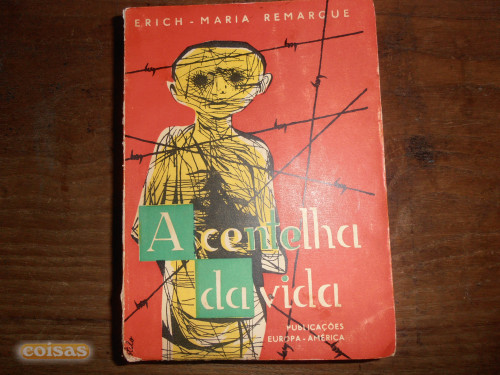 ERICH-MARIA REMARQUE
A centelha
da vida
PUBLICAÇÕES
EUROPA-AMÉRICA
coisas